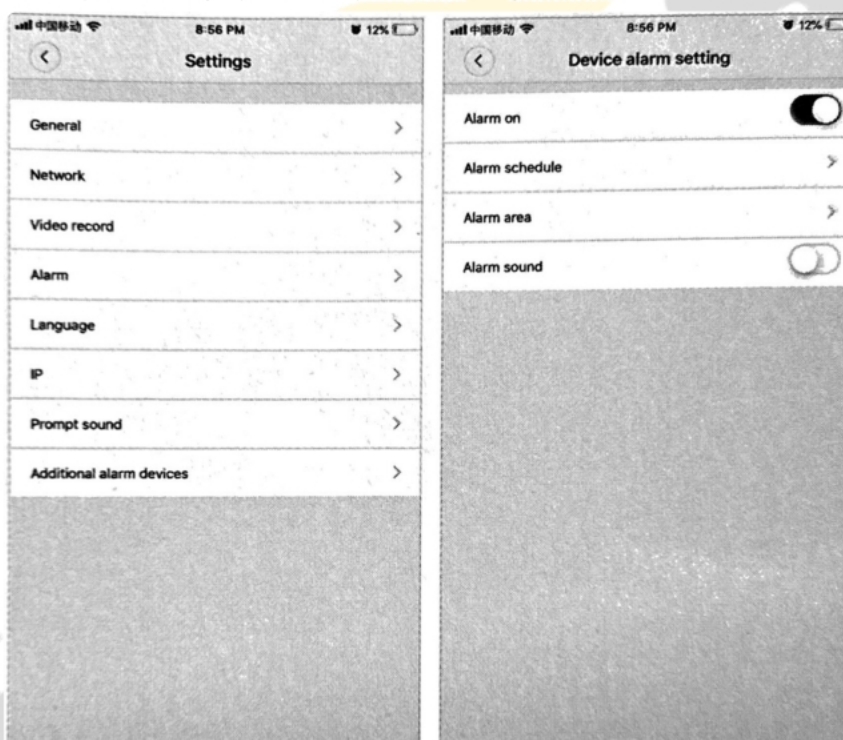 中国移动 8:56 PM 12%
Settings
General
Network
Video record
Alarm
Language
IP
Prompt sound
Additional alarm devices
中国移动 8:56 PM 12%
Device alarm setting
Alarm on
Alarm schedule
Alarm area
Alarm sound